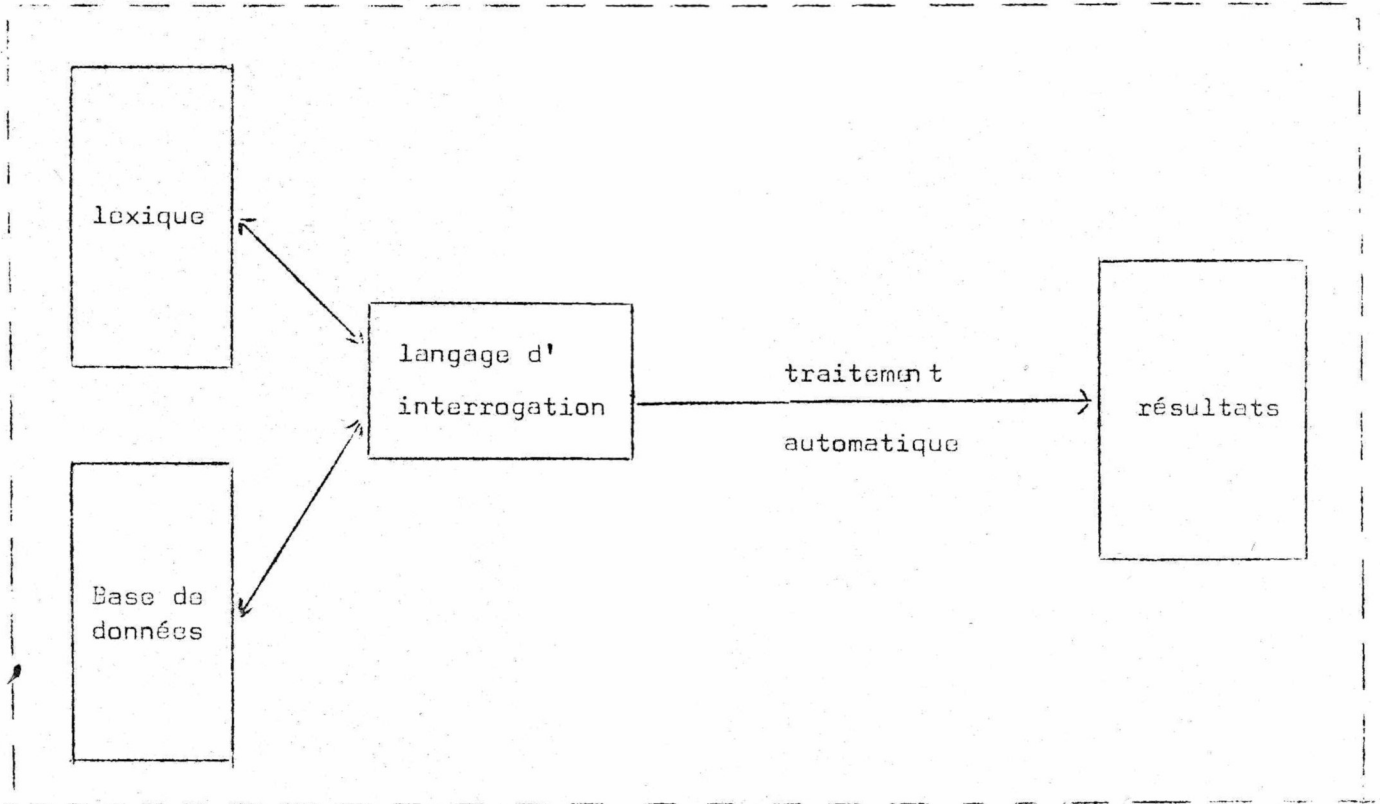 lexique
langage d'
interrogation
traitement
automatique
résultats
Base de
données